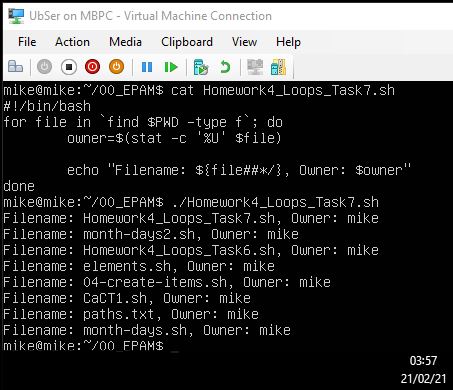 UbSer on MBPC - Virtual Machine Connection
File Action Media Clipboard View Help
mike@mike:~/00_EPAM$ cat Homework4_Loops_Task7.sh
#!/bin/bash
for file in `find $PWD -type f`; do
owner=$(stat -c '%U' $file)
echo "Filename: ${file##*/}, Owner: $owner"
done
mike@mike:~/00_EPAM$ ./Homework4_Loops_Task7.sh
Filename: Homework4_Loops_Task7.sh, Owner: mike
Filename: month-days2.sh, Owner: mike
Filename: Homework4_Loops_Task6.sh, Owner: mike
Filename: elements.sh, Owner: mike
Filename: 04-create-items.sh, Owner: mike
Filename: CaCT1.sh, Owner: mike
Filename: paths.txt, Owner: mike
Filename: month-days.sh, Owner: mike
mike@mike:~/00_EPAM$ _
03:57
21/02/21